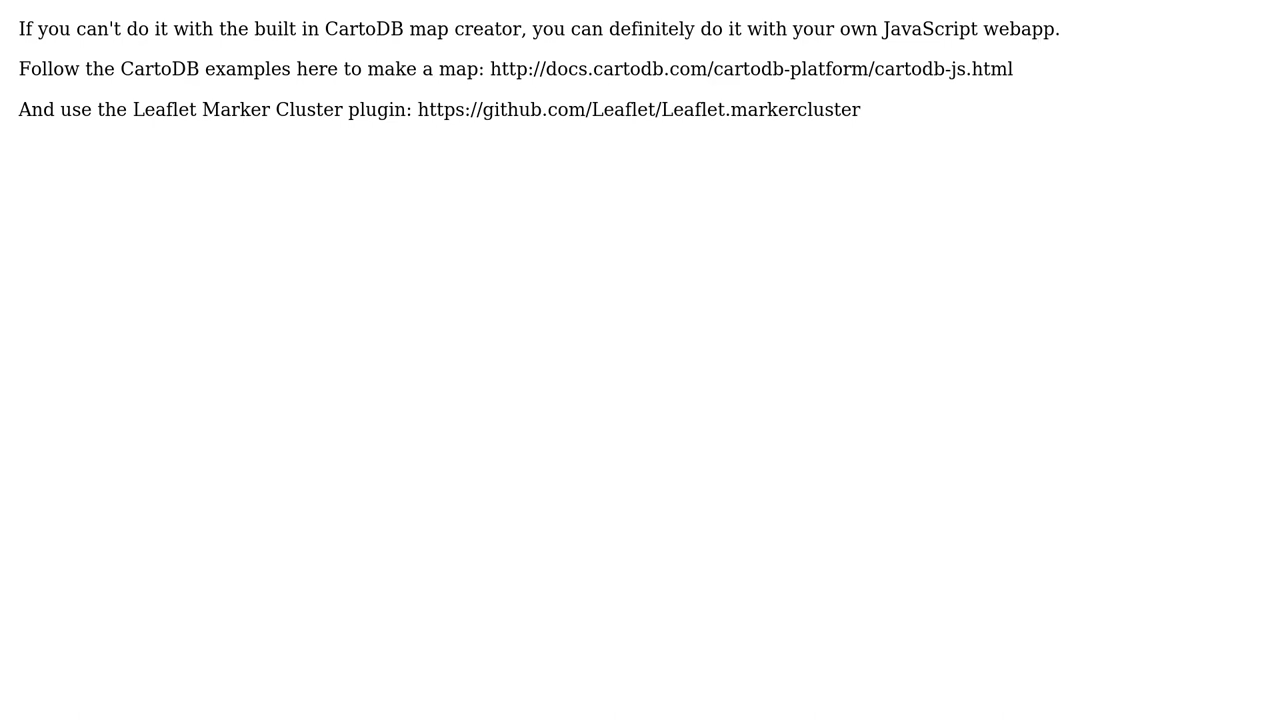 If you can't do it with the built in CartoDB map creator, you can definitely do it with your own JavaScript webapp.
Follow the CartoDB examples here to make a map: http://docs.cartodb.com/cartodb-platform/cartodb-js.html
And use the Leaflet Marker Cluster plugin: https://github.com/Leaflet/Leaflet.markercluster